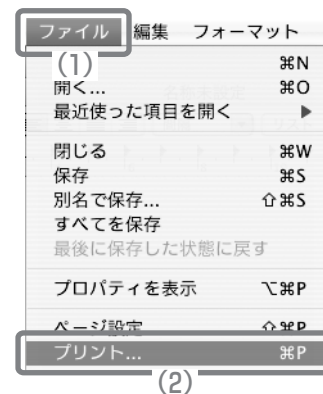 ファイル 編集 フォーマット
(1) ⌘N
開く... ⌘O
最近使った項目を開く ▶
閉じる ⌘W
保存 ⌘S
別名で保存... ⇧⌘S
すべてを保存
最後に保存した状態に戻す
プロパティを表示 ⌥⌘P
ページ設定 ⇧⌘P
プリント... ⌘P
(2)